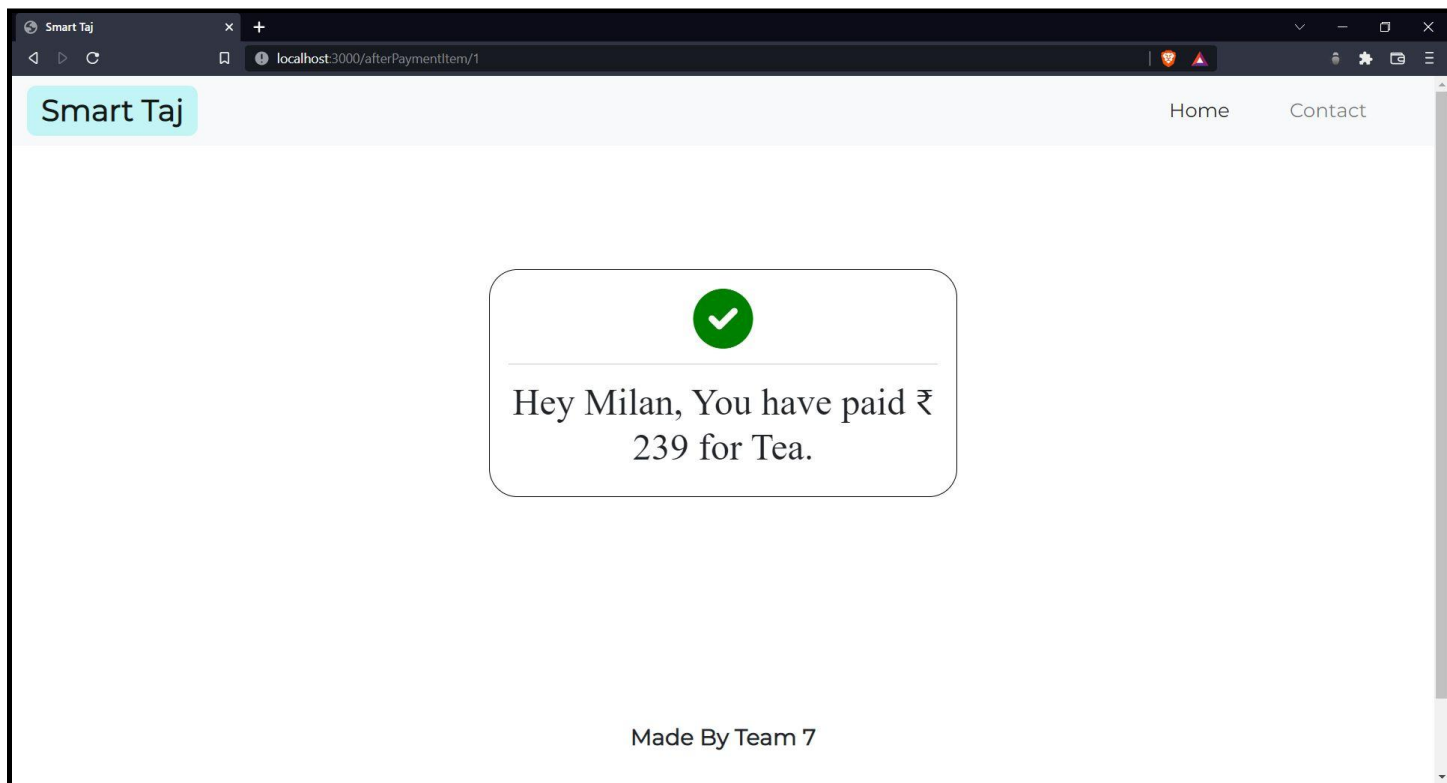 Smart Taj
localhost:3000/afterPaymentItem/1
Smart Taj
Home
Contact
Hey Milan, You have paid ₹
239 for Tea.
Made By Team 7